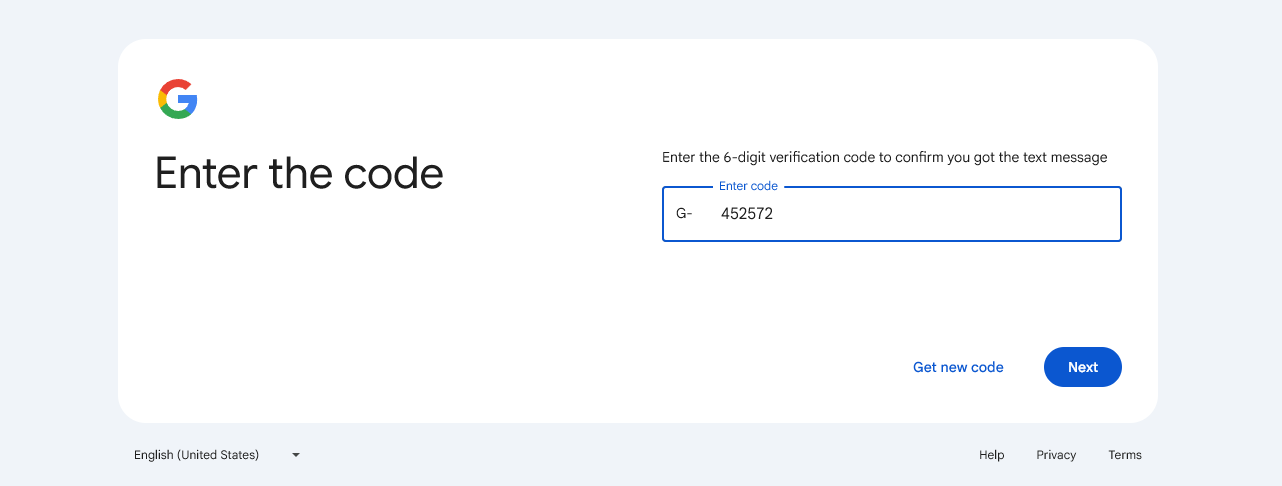 Enter the code
Enter the 6-digit verification code to confirm you got the text message
Enter code
G- 452572
Get new code
Next
English (United States)
Help
Privacy
Terms